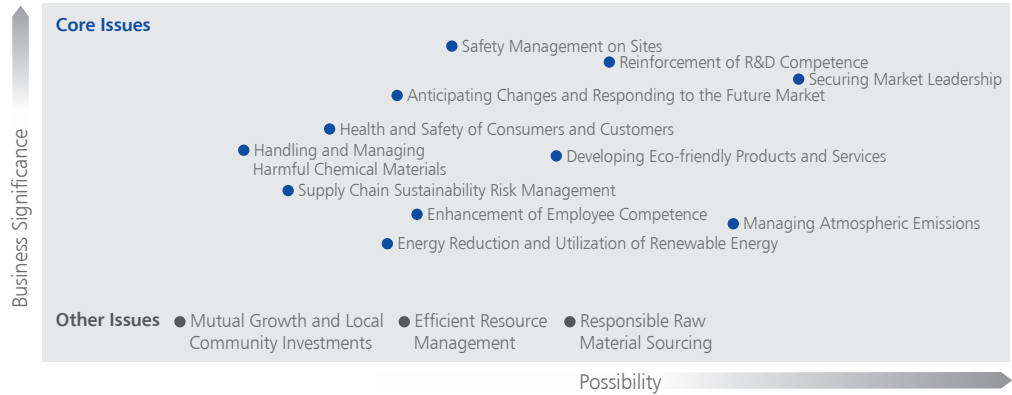 Core Issues
Safety Management on Sites
Reinforcement of R&D Competence
Securing Market Leadership
Anticipating Changes and Responding to the Future Market
Health and Safety of Consumers and Customers
Handling and Managing
Harmful Chemical Materials
Developing Eco-friendly Products and Services
Supply Chain Sustainability Risk Management
Enhancement of Employee Competence
Managing Atmospheric Emissions
Energy Reduction and Utilization of Renewable Energy
Business Significance
Other Issues
Mutual Growth and Local
Community Investments
Efficient Resource
Management
Responsible Raw
Material Sourcing
Possibility